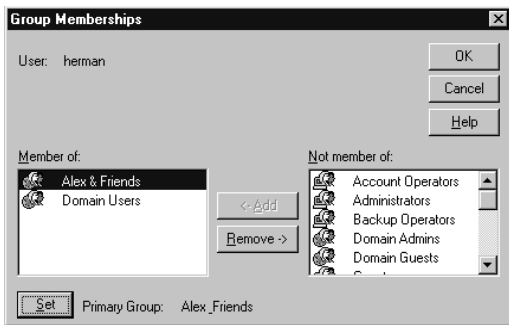 Group Memberships
User: herman
OK
Cancel
Help
Member of:
Not member of:
Alex & Friends
Domain Users
<- Add
Remove ->
Account Operators
Administrators
Backup Operators
Domain Admins
Domain Guests
Set Primary Group: Alex_Friends